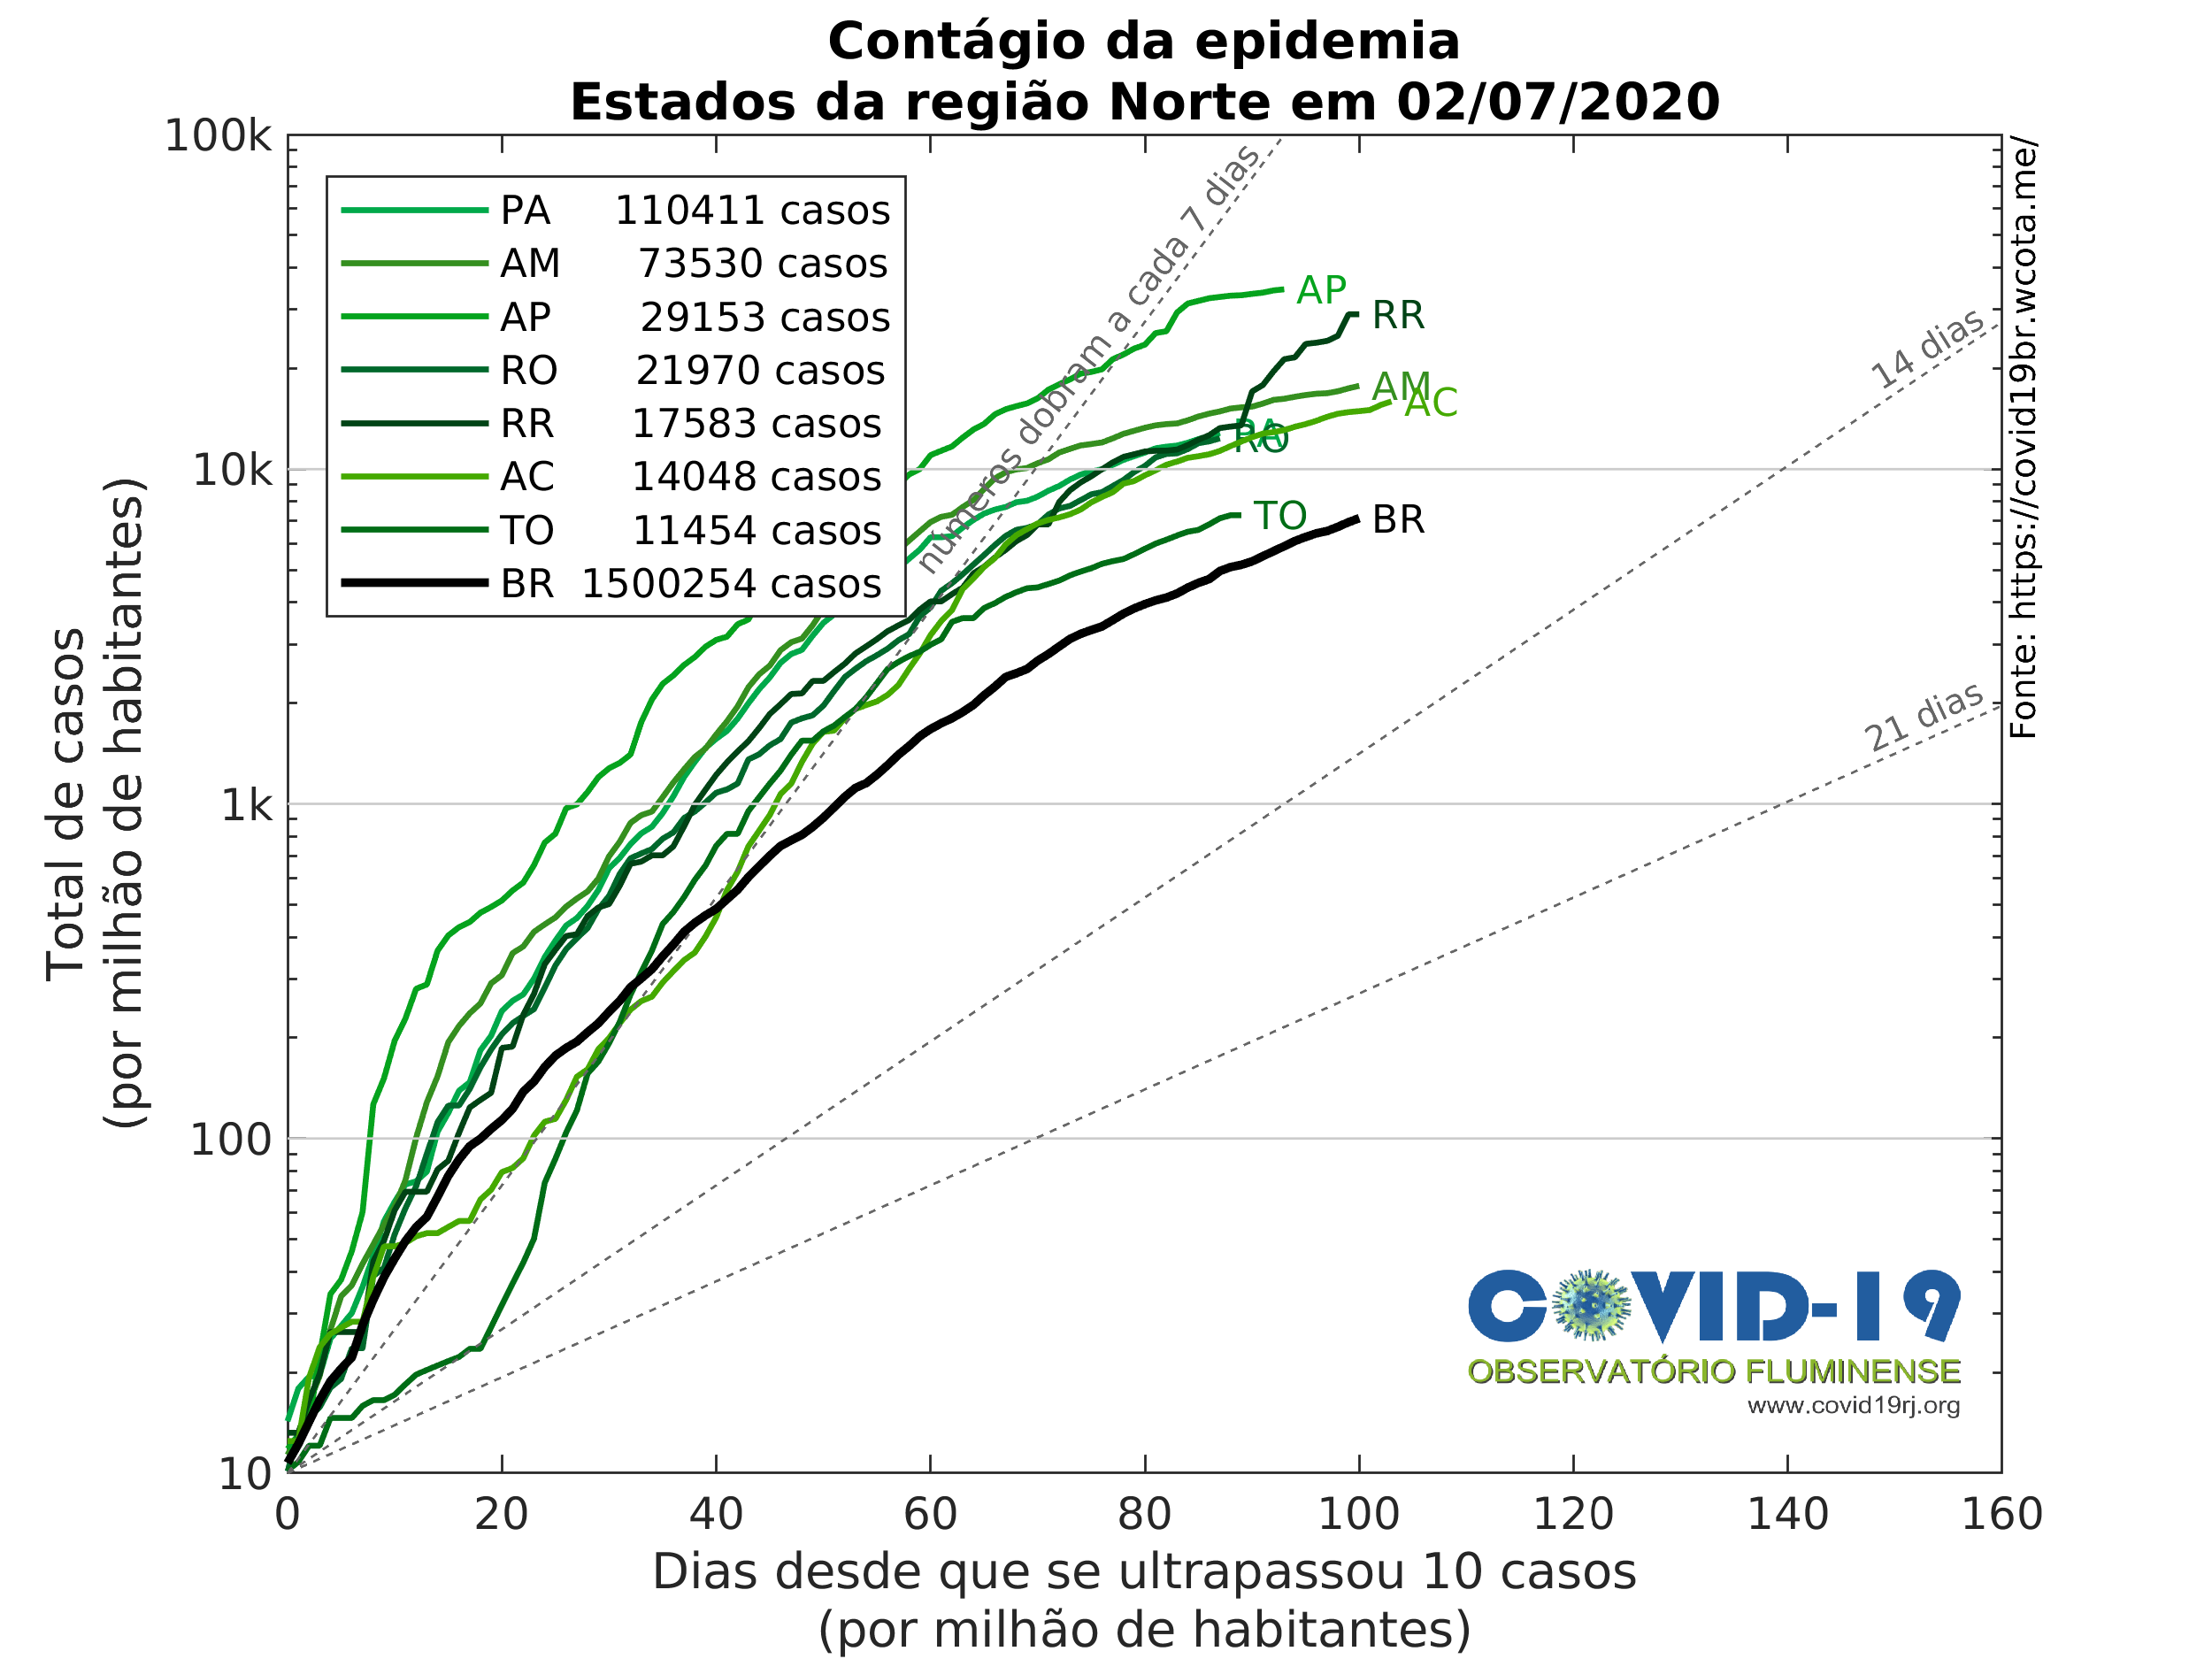 Contágio da epidemia
Estados da região Norte em 02/07/2020
100k
10k
1k
100
10
Total de casos
(por milhão de habitantes)
PA 110411 casos
AM 73530 casos
AP 29153 casos
RO 21970 casos
RR 17583 casos
AC 14048 casos
TO 11454 casos
BR 1500254 casos
números dobram a cada 7 dias
14 dias
21 dias
AP
RR
AM
AC
PA
RO
TO
BR
Fonte: https://covid19br.wcota.me/
COVID-19
OBSERVATÓRIO FLUMINENSE
www.covid19rj.org
0 20 40 60 80 100 120 140 160
Dias desde que se ultrapassou 10 casos
(por milhão de habitantes)